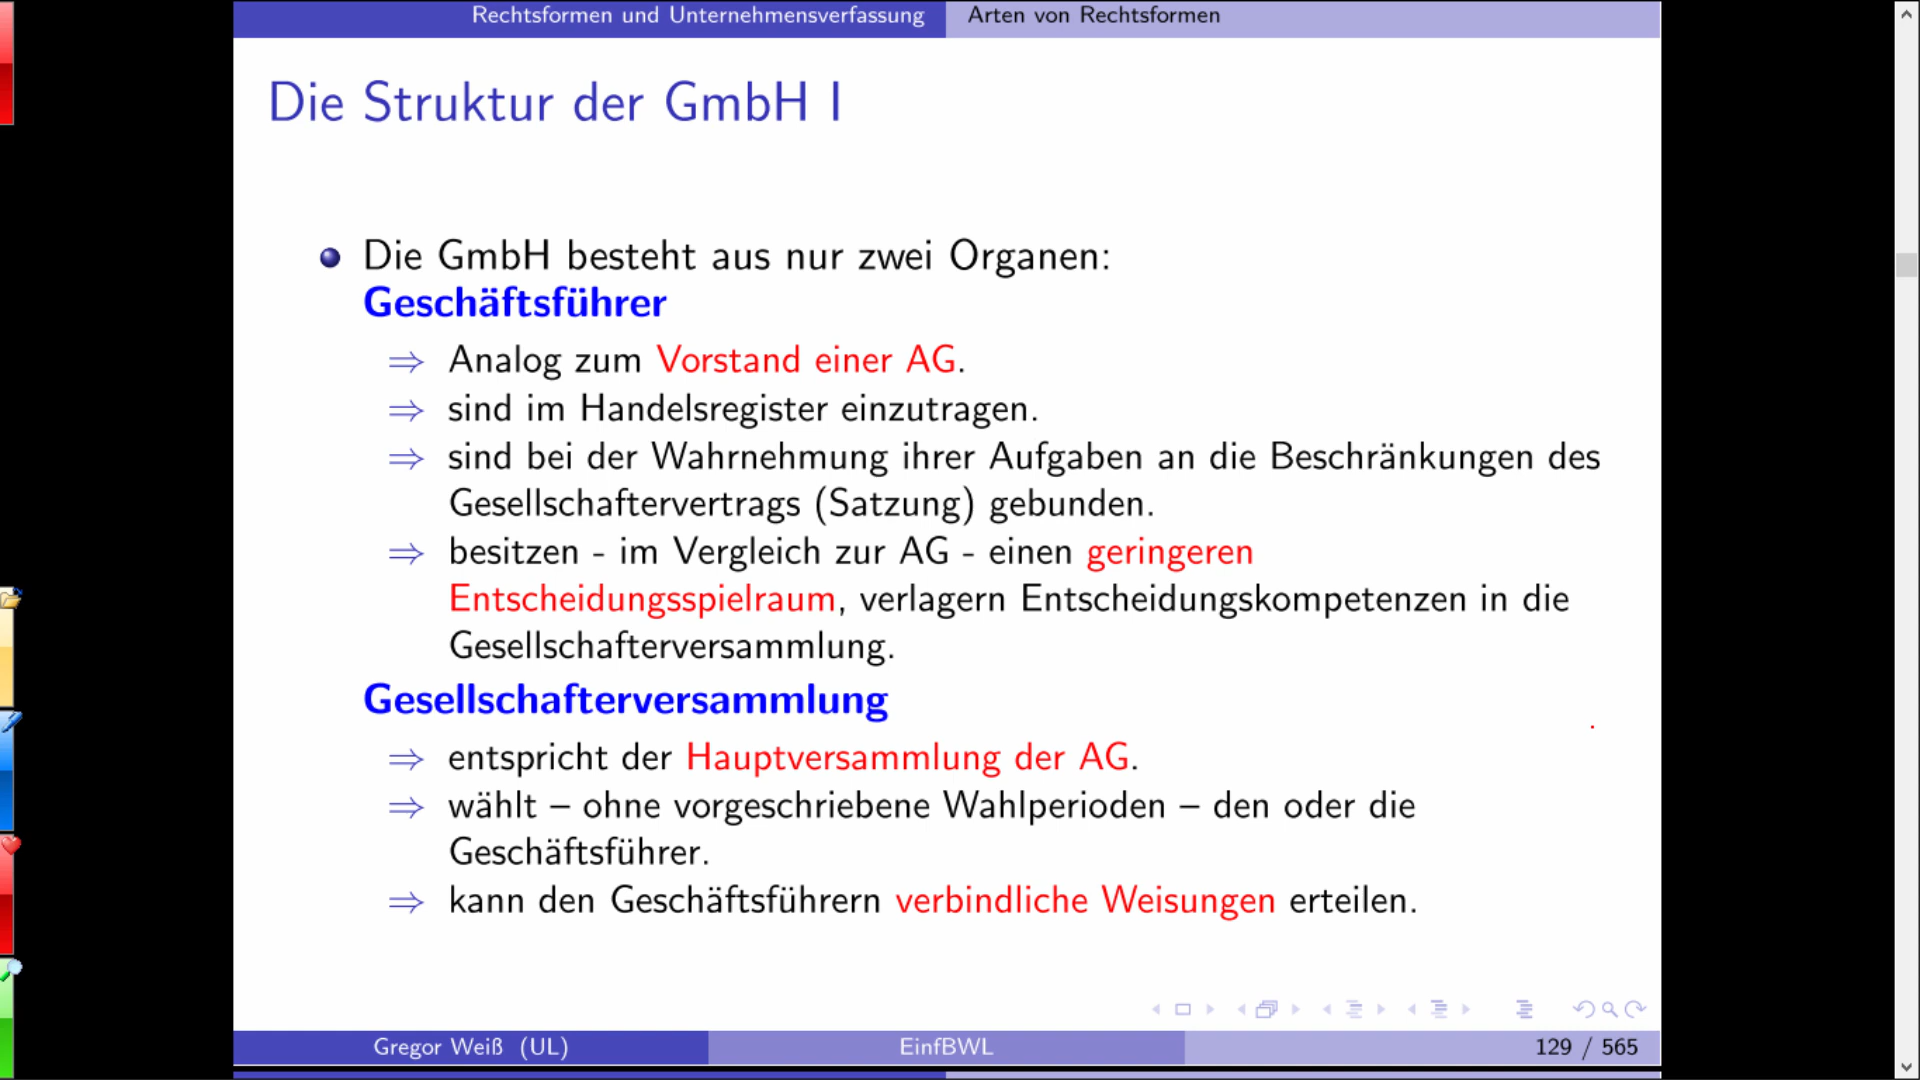 Rechtsformen und Unternehmensverfassung Arten von Rechtsformen
Die Struktur der GmbH I
Die GmbH besteht aus nur zwei Organen:
Geschäftsführer
⇒ Analog zum Vorstand einer AG.
⇒ sind im Handelsregister einzutragen.
⇒ sind bei der Wahrnehmung ihrer Aufgaben an die Beschränkungen des
Gesellschaftervertrags (Satzung) gebunden.
⇒ besitzen - im Vergleich zur AG - einen geringeren
Entscheidungsspielraum, verlagern Entscheidungskompetenzen in die
Gesellschafterversammlung.
Gesellschafterversammlung
⇒ entspricht der Hauptversammlung der AG.
⇒ wählt – ohne vorgeschriebene Wahlperioden – den oder die
Geschäftsführer.
⇒ kann den Geschäftsführern verbindliche Weisungen erteilen.
Gregor Weiß (UL) EinfBWL 129 / 565